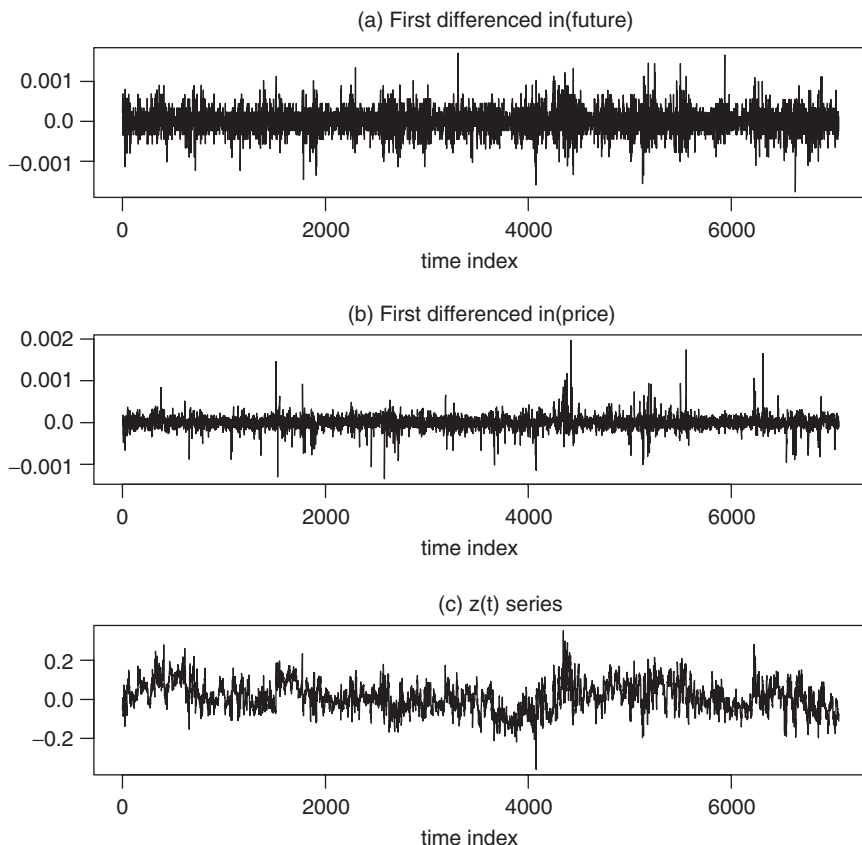 (a) First differenced in(future)
0.001
0.0
−0.001
0 2000 4000 6000
time index
(b) First differenced in(price)
0.002
0.001
0.0
−0.001
0 2000 4000 6000
time index
(c) z(t) series
0.2
0.0
−0.2
0 2000 4000 6000
time index